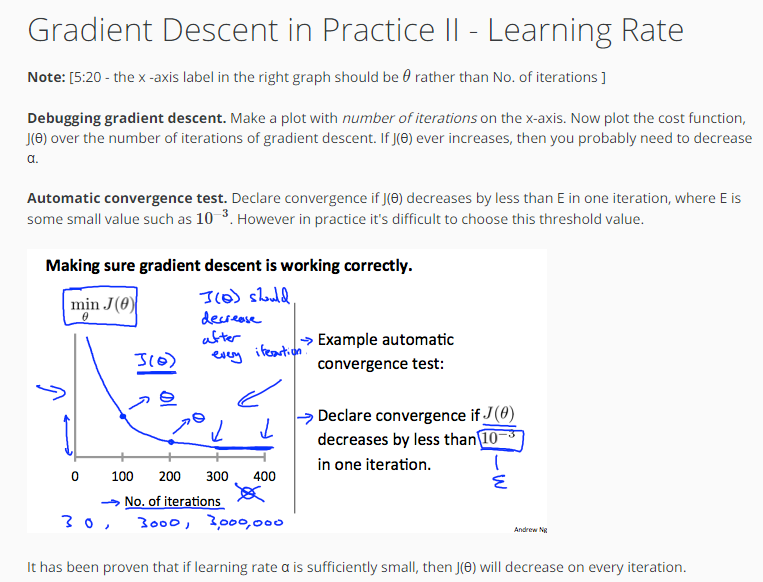 Gradient Descent in Practice II - Learning Rate
Note: [5:20 - the x -axis label in the right graph should be θ rather than No. of iterations ]
Debugging gradient descent. Make a plot with number of iterations on the x-axis. Now plot the cost function,
J(θ) over the number of iterations of gradient descent. If J(θ) ever increases, then you probably need to decrease
α.
Automatic convergence test. Declare convergence if J(θ) decreases by less than E in one iteration, where E is
some small value such as 10⁻³. However in practice it's difficult to choose this threshold value.
Making sure gradient descent is working correctly.
min J(θ)
θ
J(θ) should
decrease
after
every iteration.
J(θ)
θ
θ
0 100 200 300 400
→ No. of iterations
30, 3000, 3,000,000
→ Example automatic
convergence test:
→ Declare convergence if J(θ)
decreases by less than 10⁻³
in one iteration.
ε
Andrew Ng
It has been proven that if learning rate α is sufficiently small, then J(θ) will decrease on every iteration.